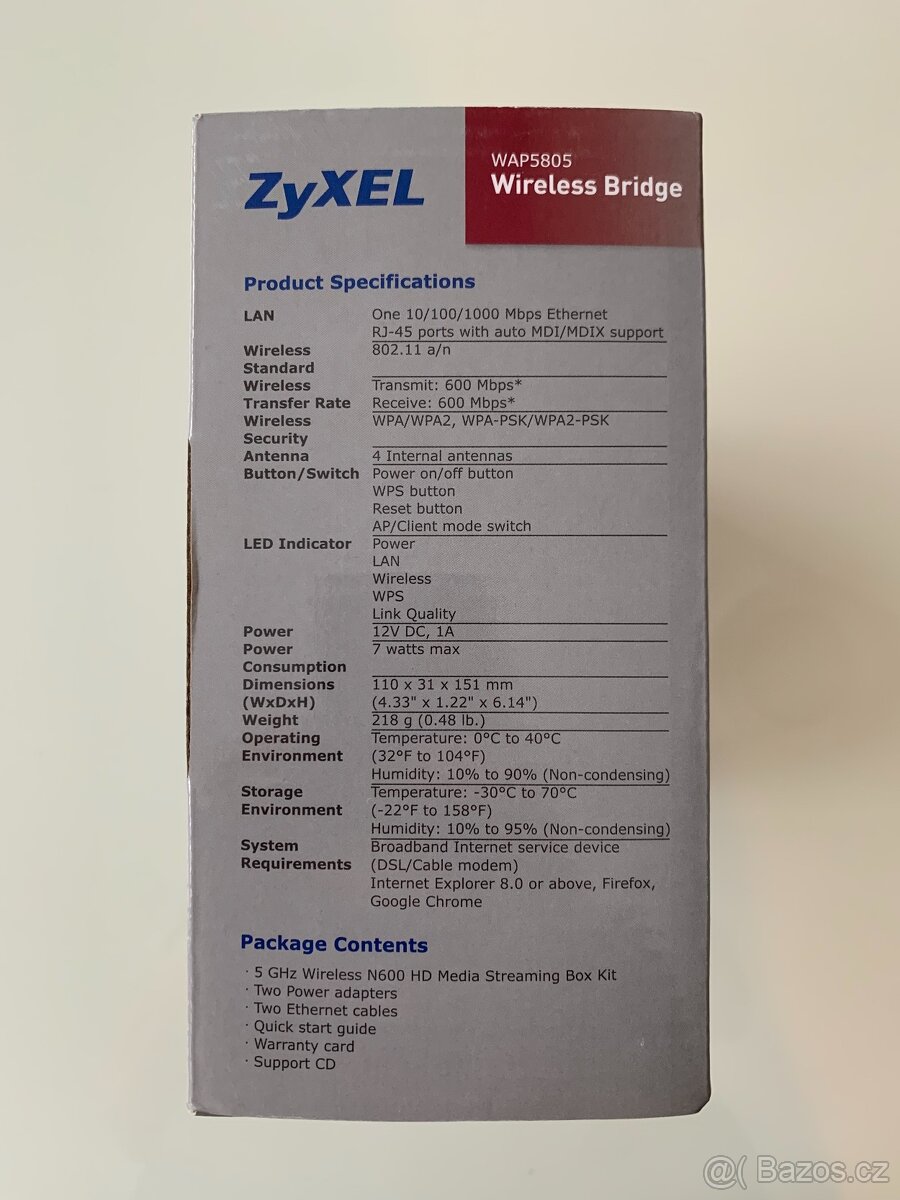 ZyXEL
WAP5805
Wireless Bridge
Product Specifications
LAN One 10/100/1000 Mbps Ethernet
RJ-45 ports with auto MDI/MDIX support
Wireless 802.11 a/n
Standard
Wireless Transmit: 600 Mbps*
Transfer Rate Receive: 600 Mbps*
Wireless WPA/WPA2, WPA-PSK/WPA2-PSK
Security
Antenna 4 Internal antennas
Button/Switch Power on/off button
WPS button
Reset button
AP/Client mode switch
LED Indicator Power
LAN
Wireless
WPS
Link Quality
Power 12V DC, 1A
Power 7 watts max
Consumption
Dimensions 110 x 31 x 151 mm
(WxDxH) (4.33" x 1.22" x 6.14")
Weight 218 g (0.48 lb.)
Operating Temperature: 0°C to 40°C
Environment (32°F to 104°F)
Humidity: 10% to 90% (Non-condensing)
Storage Temperature: -30°C to 70°C
Environment (-22°F to 158°F)
Humidity: 10% to 95% (Non-condensing)
System Broadband Internet service device
Requirements (DSL/Cable modem)
Internet Explorer 8.0 or above, Firefox,
Google Chrome
Package Contents
· 5 GHz Wireless N600 HD Media Streaming Box Kit
· Two Power adapters
· Two Ethernet cables
· Quick start guide
· Warranty card
· Support CD
@( Bazos.cz